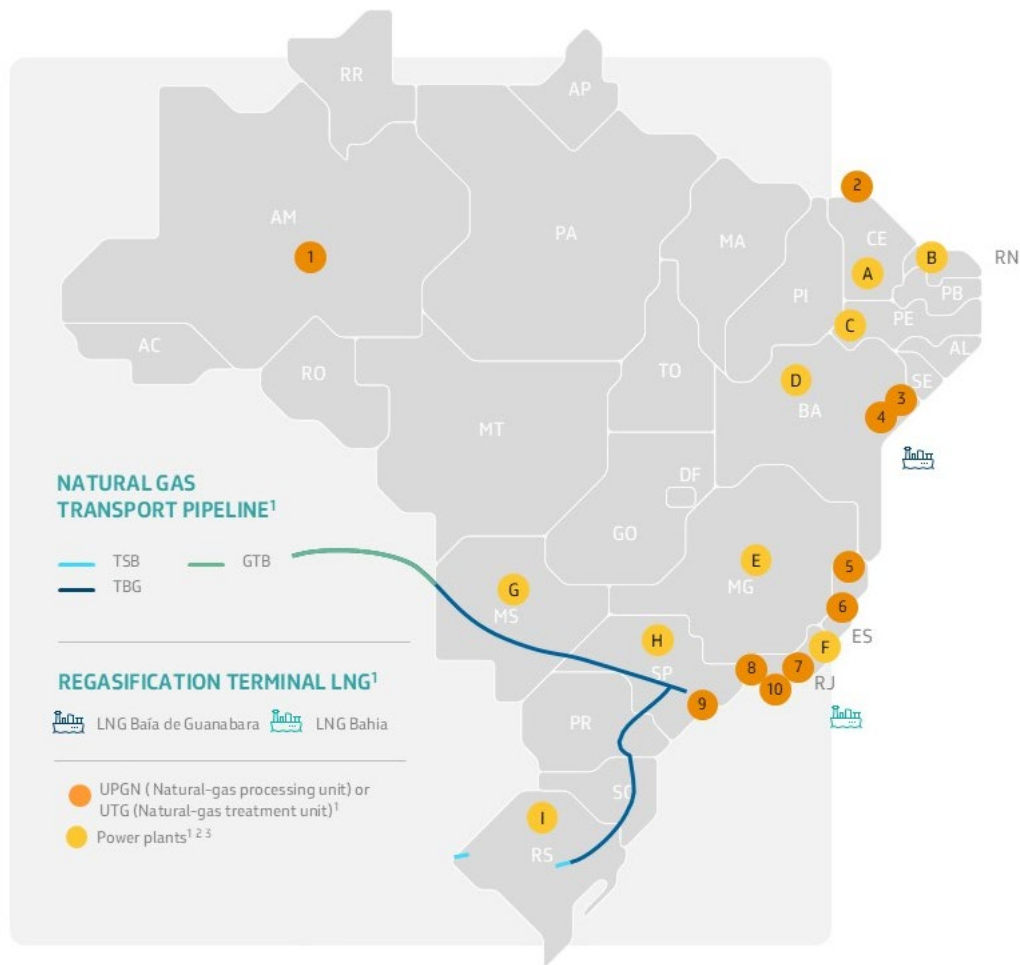 RR
AP
2
AM
PA
MA
CE
1
A
B
RN
PI
PB
C
PE
AC
RO
TO
AL
D
SE
BA
3
4
MT
NATURAL GAS
TRANSPORT PIPELINE¹
DF
GO
TSB
GTB
TBG
E
5
MG
G
MS
6
ES
H
F
SP
8
7
RJ
10
9
REGASIFICATION TERMINAL LNG¹
LNG Baía de Guanabara
LNG Bahia
PR
SC
UPGN ( Natural-gas processing unit) or
UTG (Natural-gas treatment unit)¹
Power plants¹ ² ³
I
RS